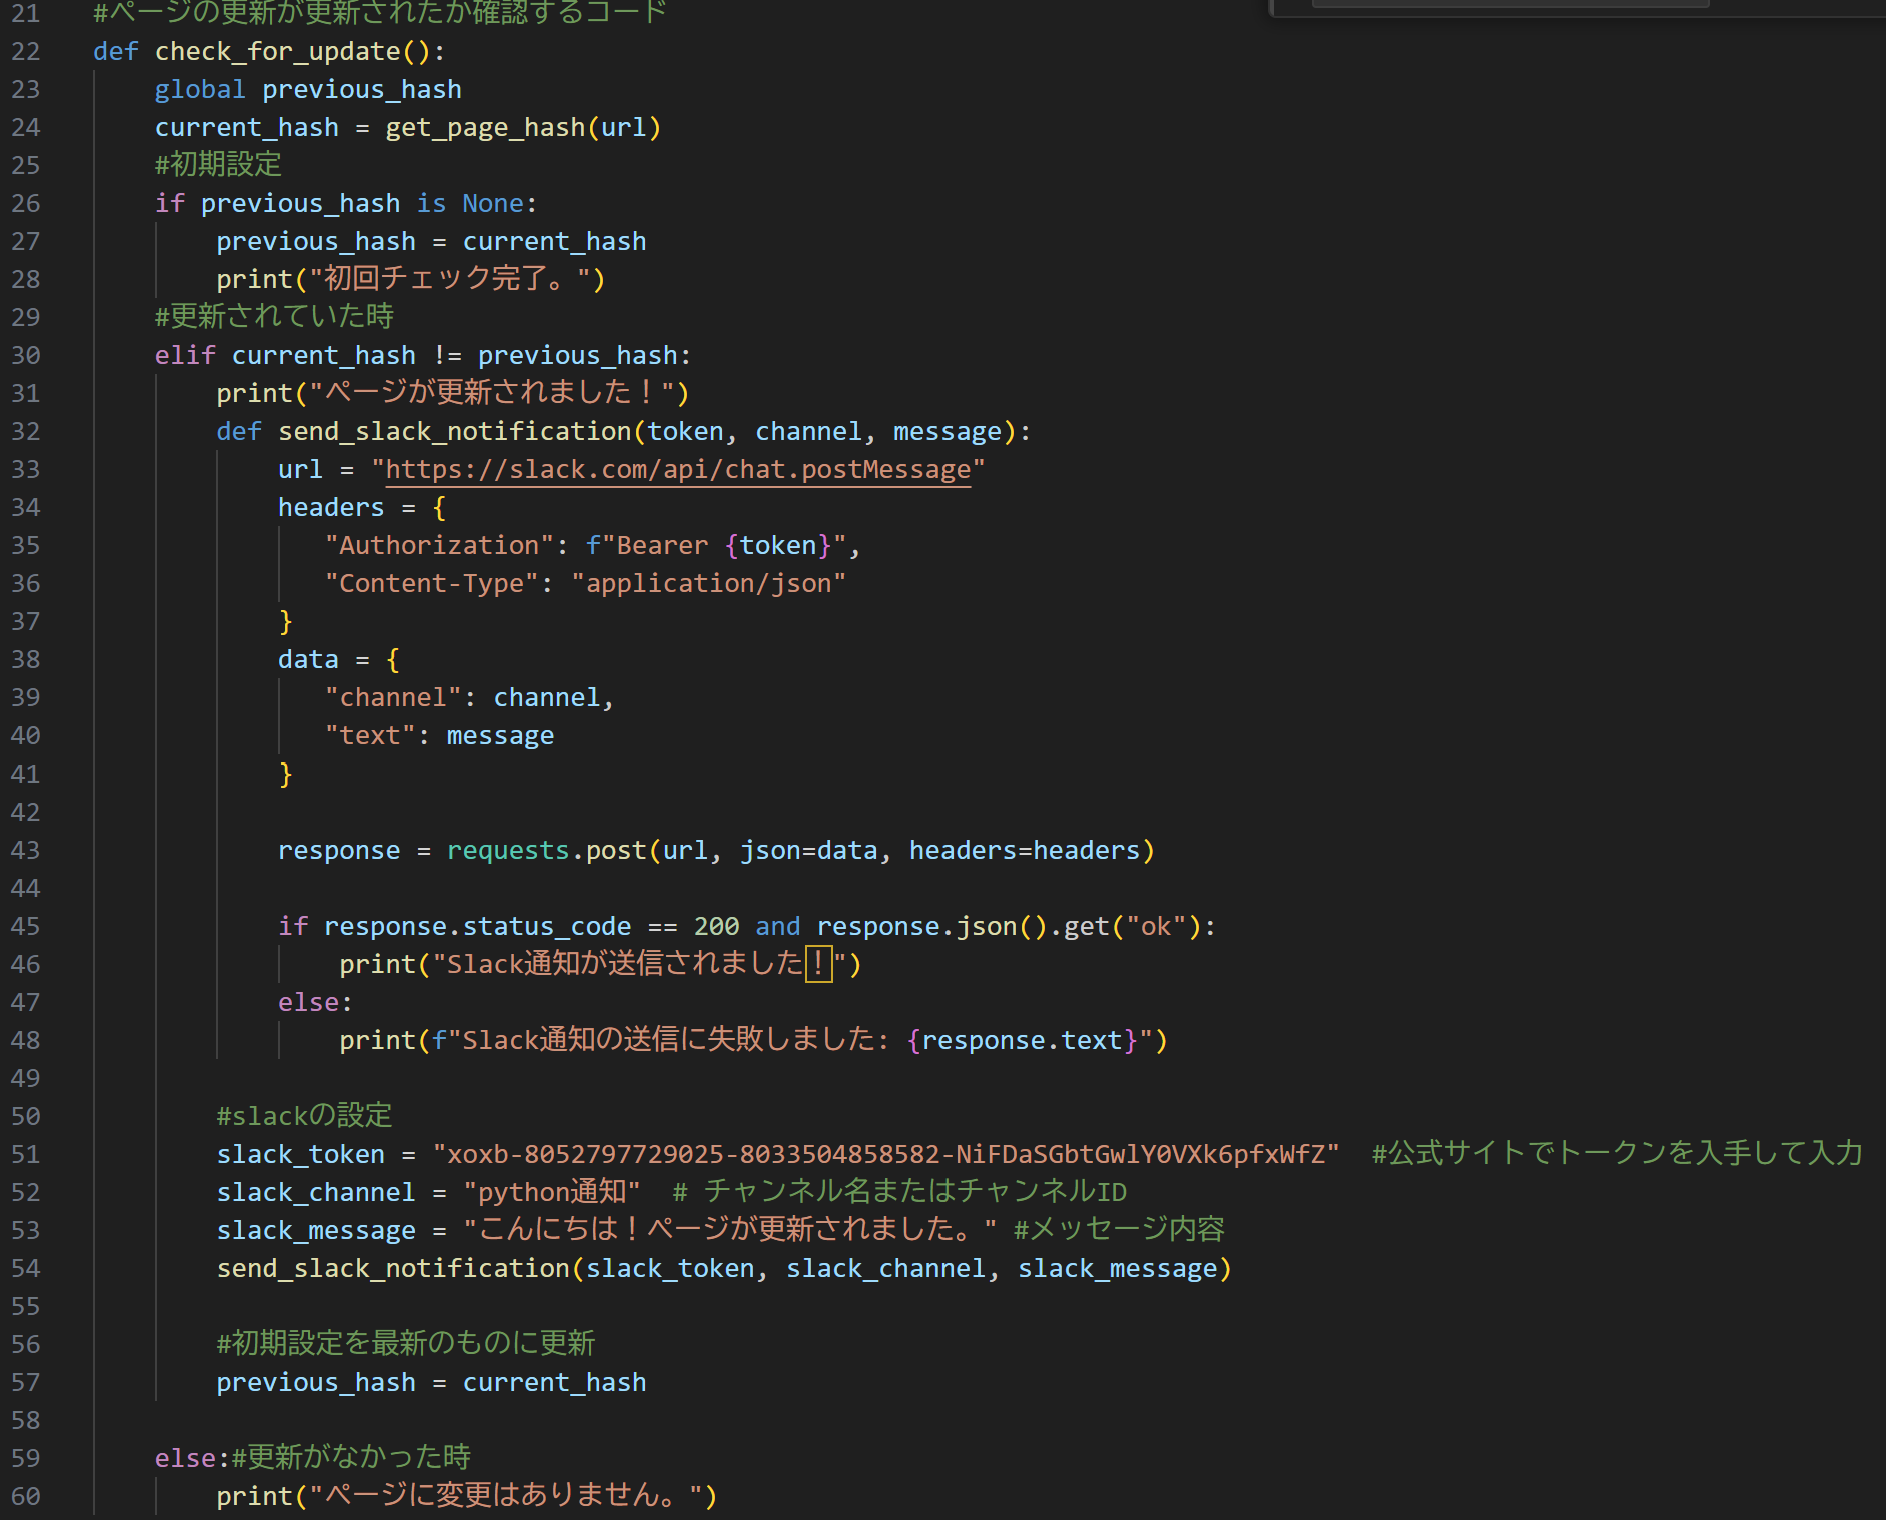 21 #ページの更新が更新されたか確認するコード
22 def check_for_update():
23 global previous_hash
24 current_hash = get_page_hash(url)
25 #初期設定
26 if previous_hash is None:
27 previous_hash = current_hash
28 print("初回チェック完了。")
29 #更新されていた時
30 elif current_hash != previous_hash:
31 print("ページが更新されました！")
32 def send_slack_notification(token, channel, message):
33 url = "https://slack.com/api/chat.postMessage"
34 headers = {
35 "Authorization": f"Bearer {token}",
36 "Content-Type": "application/json"
37 }
38 data = {
39 "channel": channel,
40 "text": message
41 }
42
43 response = requests.post(url, json=data, headers=headers)
44
45 if response.status_code == 200 and response.json().get("ok"):
46 print("Slack通知が送信されました！")
47 else:
48 print(f"Slack通知の送信に失敗しました: {response.text}")
49
50 #slackの設定
51 slack_token = "xoxb-8052797729025-8033504858582-NiFDaSGbtGwlY0VXk6pfxWfZ" #公式サイトでトークンを入手して入力
52 slack_channel = "python通知" # チャンネル名またはチャンネルID
53 slack_message = "こんにちは！ページが更新されました。" #メッセージ内容
54 send_slack_notification(slack_token, slack_channel, slack_message)
55
56 #初期設定を最新のものに更新
57 previous_hash = current_hash
58
59 else:#更新がなかった時
60 print("ページに変更はありません。")